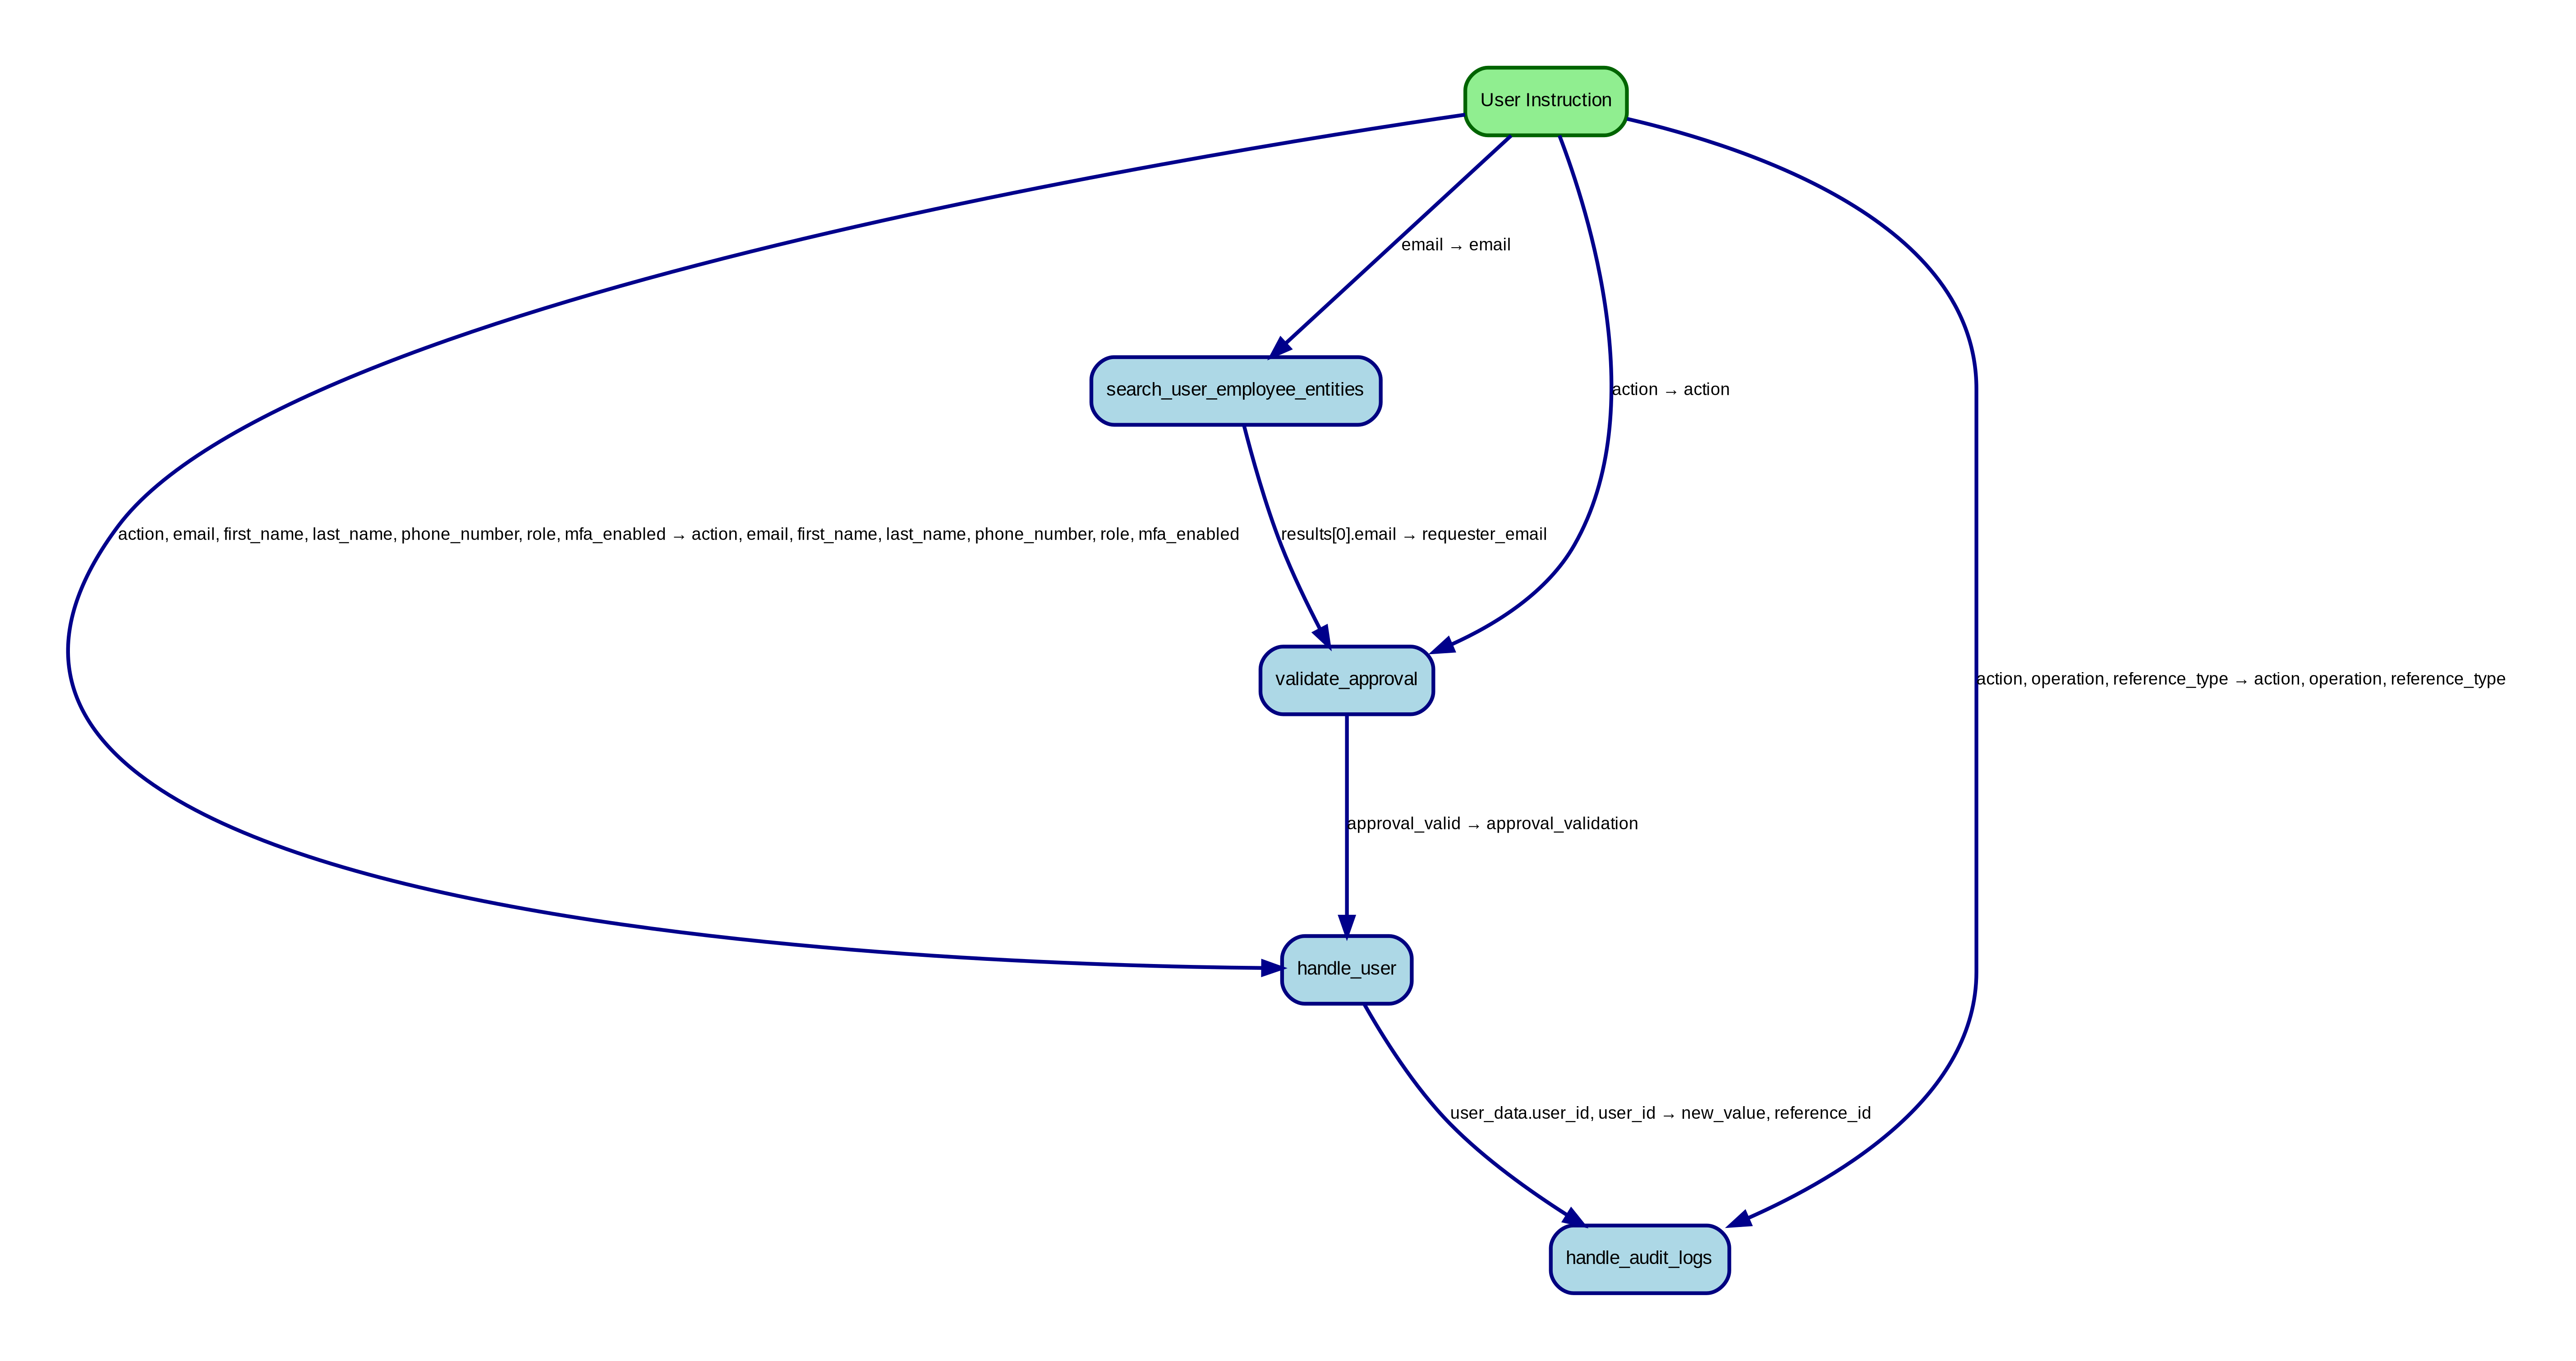 User Instruction
email → email
search_user_employee_entities
action → action
action, email, first_name, last_name, phone_number, role, mfa_enabled → action, email, first_name, last_name, phone_number, role, mfa_enabled
results[0].email → requester_email
validate_approval
action, operation, reference_type → action, operation, reference_type
approval_valid → approval_validation
handle_user
user_data.user_id, user_id → new_value, reference_id
handle_audit_logs